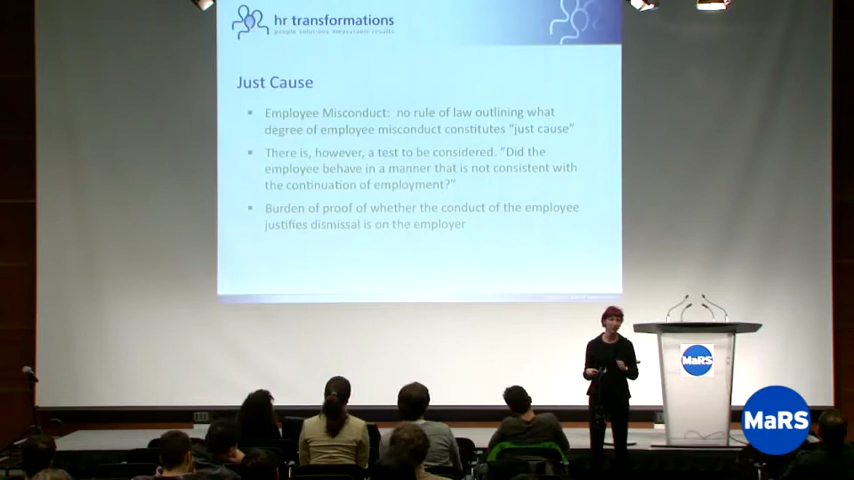 hr transformations
people solutions measurable results
Just Cause
Employee Misconduct: no rule of law outlining what
degree of employee misconduct constitutes "just cause"
There is, however, a test to be considered. "Did the
employee behave in a manner that is not consistent with
the continuation of employment?"
Burden of proof of whether the conduct of the employee
justifies dismissal is on the employer
MaRS
MaRS